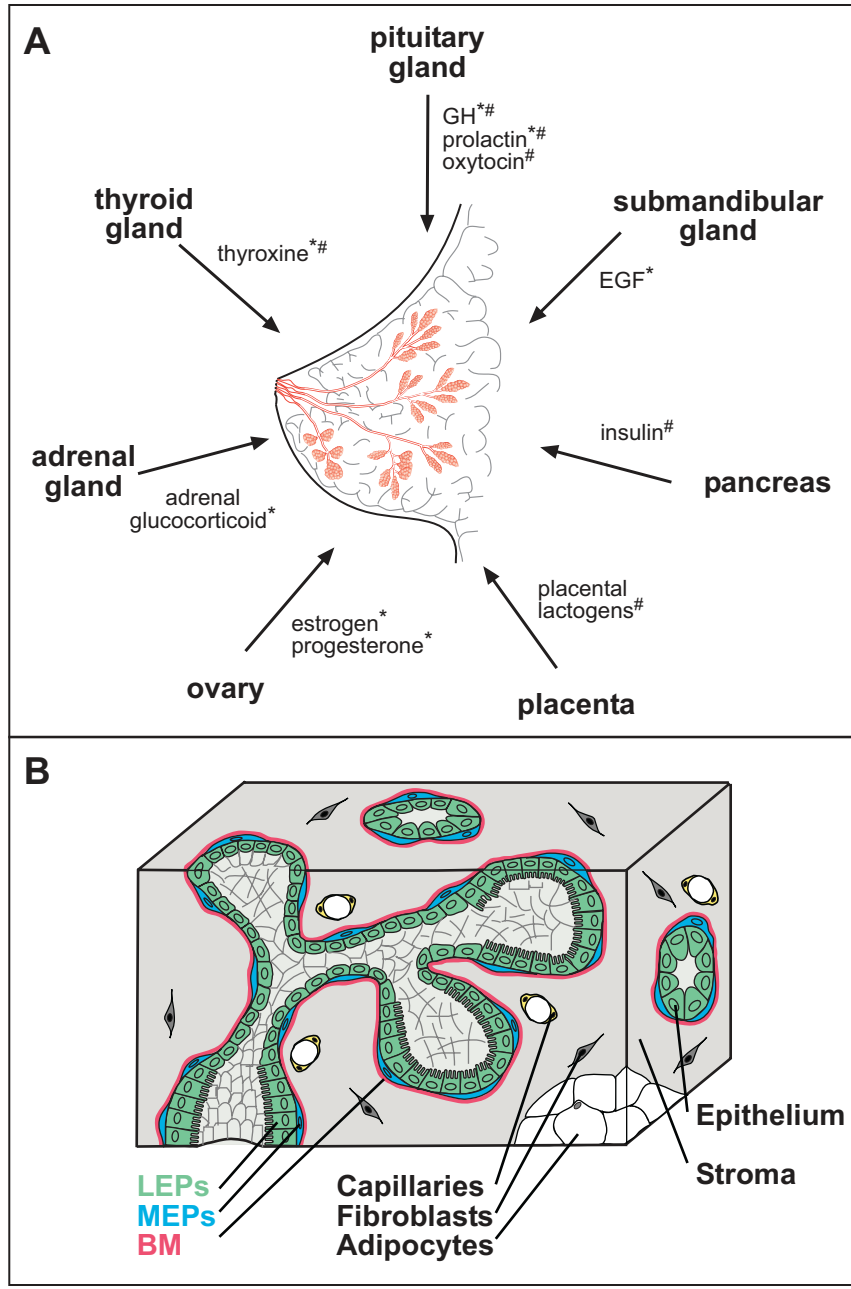 A
pituitary
gland
GH*#
prolactin*#
oxytocin#
thyroid
gland
thyroxine*#
submandibular
gland
EGF*
adrenal
gland
adrenal
glucocorticoid*
insulin#
pancreas
estrogen*
progesterone*
ovary
placental
lactogens#
placenta
B
LEPs
MEPs
BM
Capillaries
Fibroblasts
Adipocytes
Epithelium
Stroma